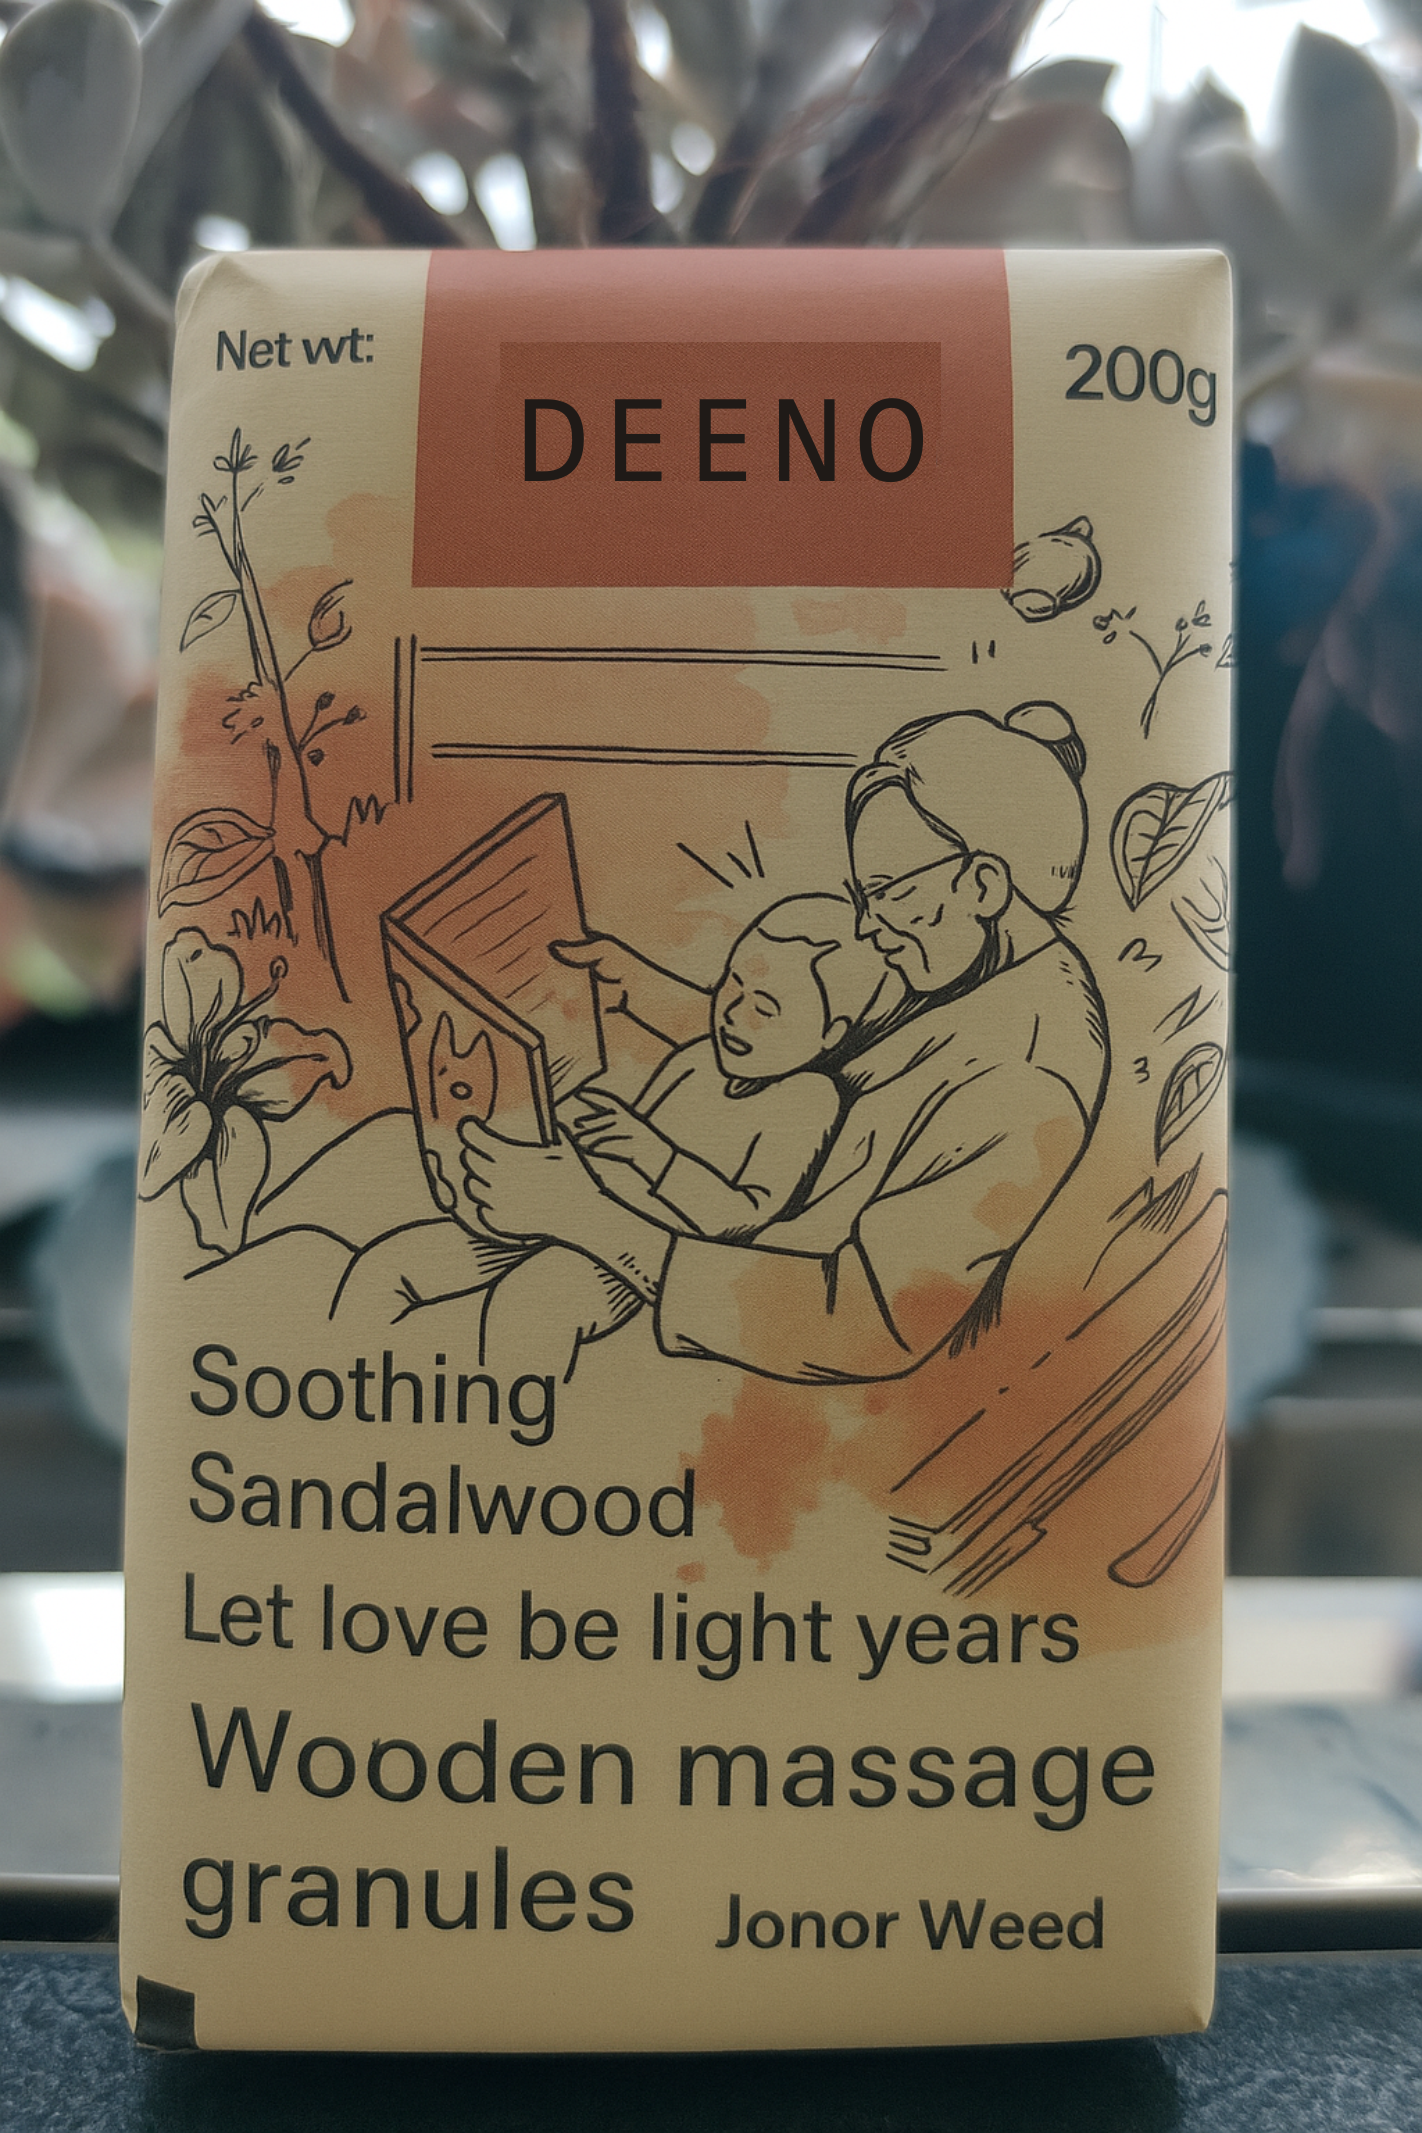 Net wt:
DEENO
200g
Soothing
Sandalwood
Let love be light years
Wooden massage
granules
Jonor Weed